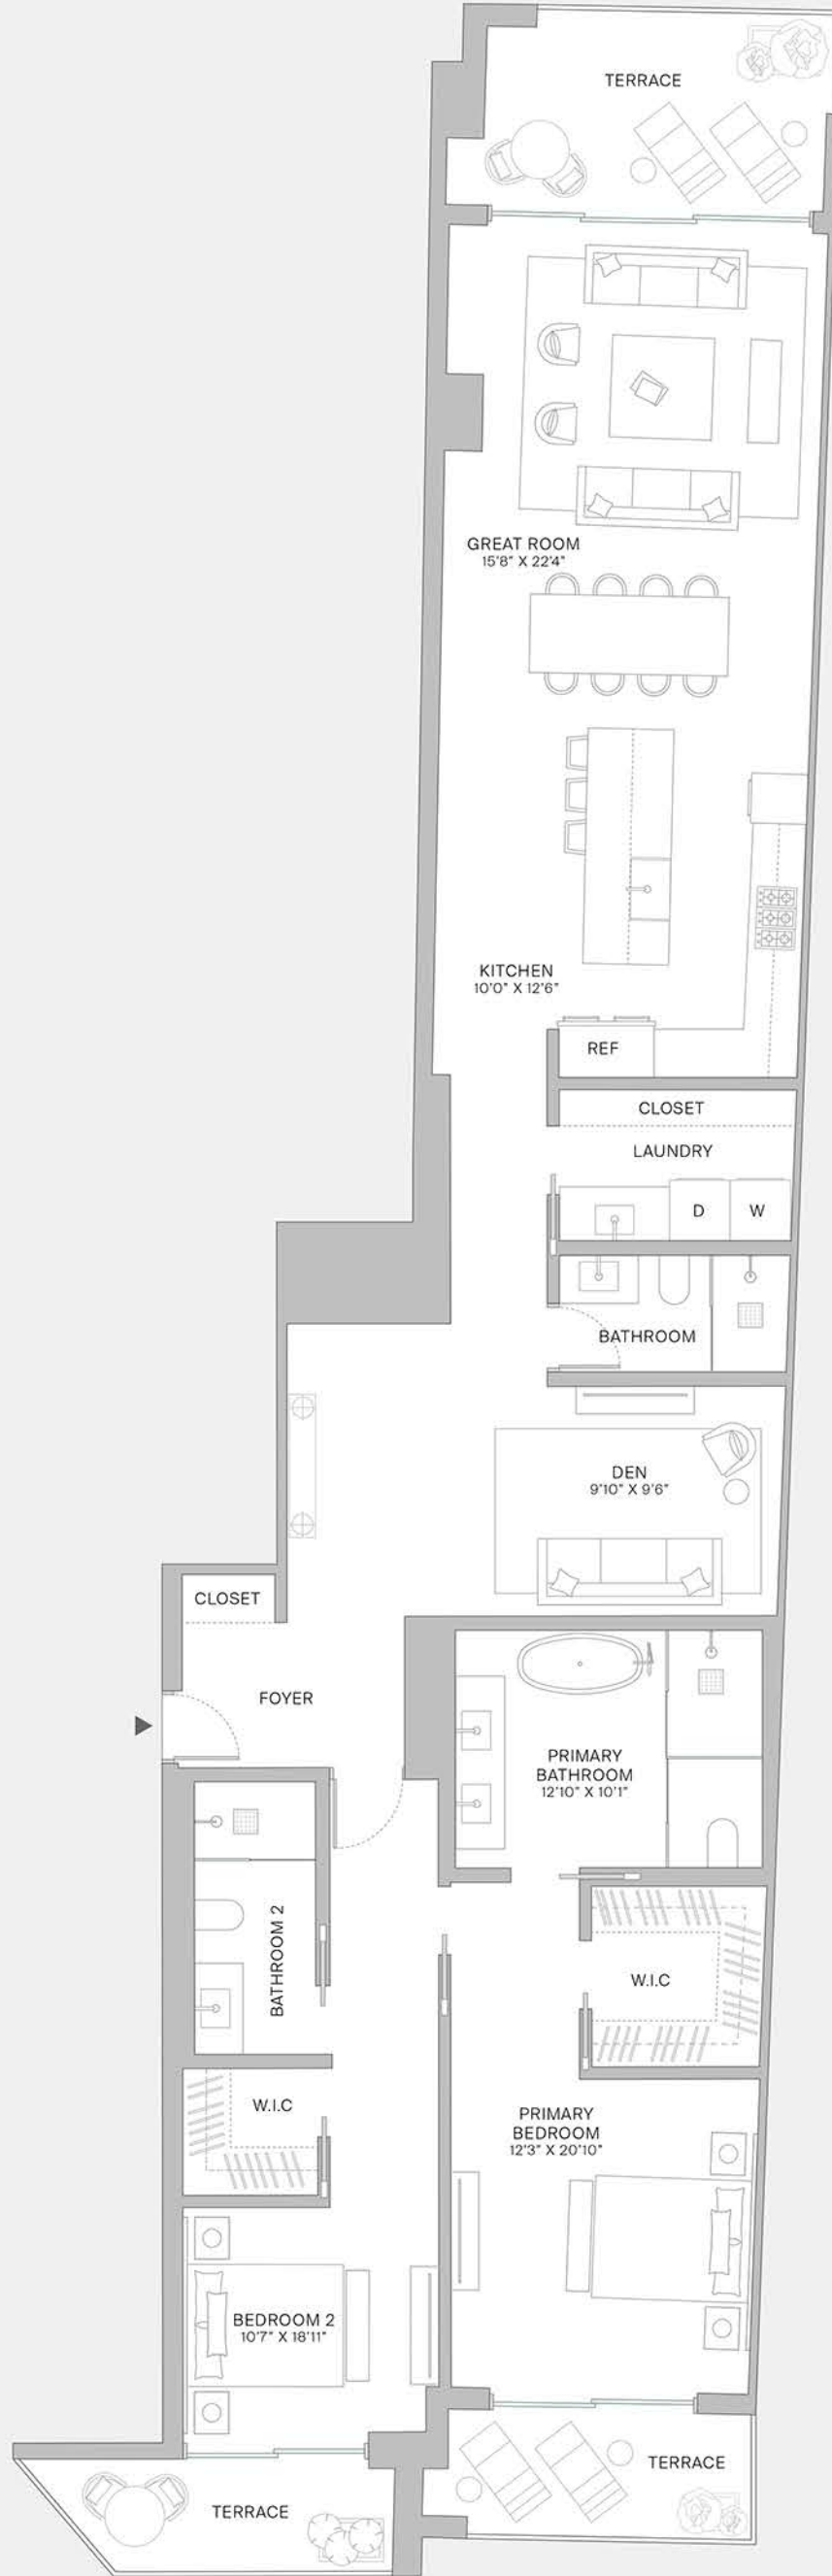 TERRACE
GREAT ROOM
15'8" X 22'4"
KITCHEN
10'0" X 12'6"
REF
CLOSET
LAUNDRY
D
W
BATHROOM
DEN
9'10" X 9'6"
CLOSET
FOYER
PRIMARY
BATHROOM
12'10" X 10'1"
BATHROOM 2
W.I.C
W.I.C
PRIMARY
BEDROOM
12'3" X 20'10"
BEDROOM 2
10'7" X 18'11"
TERRACE
TERRACE